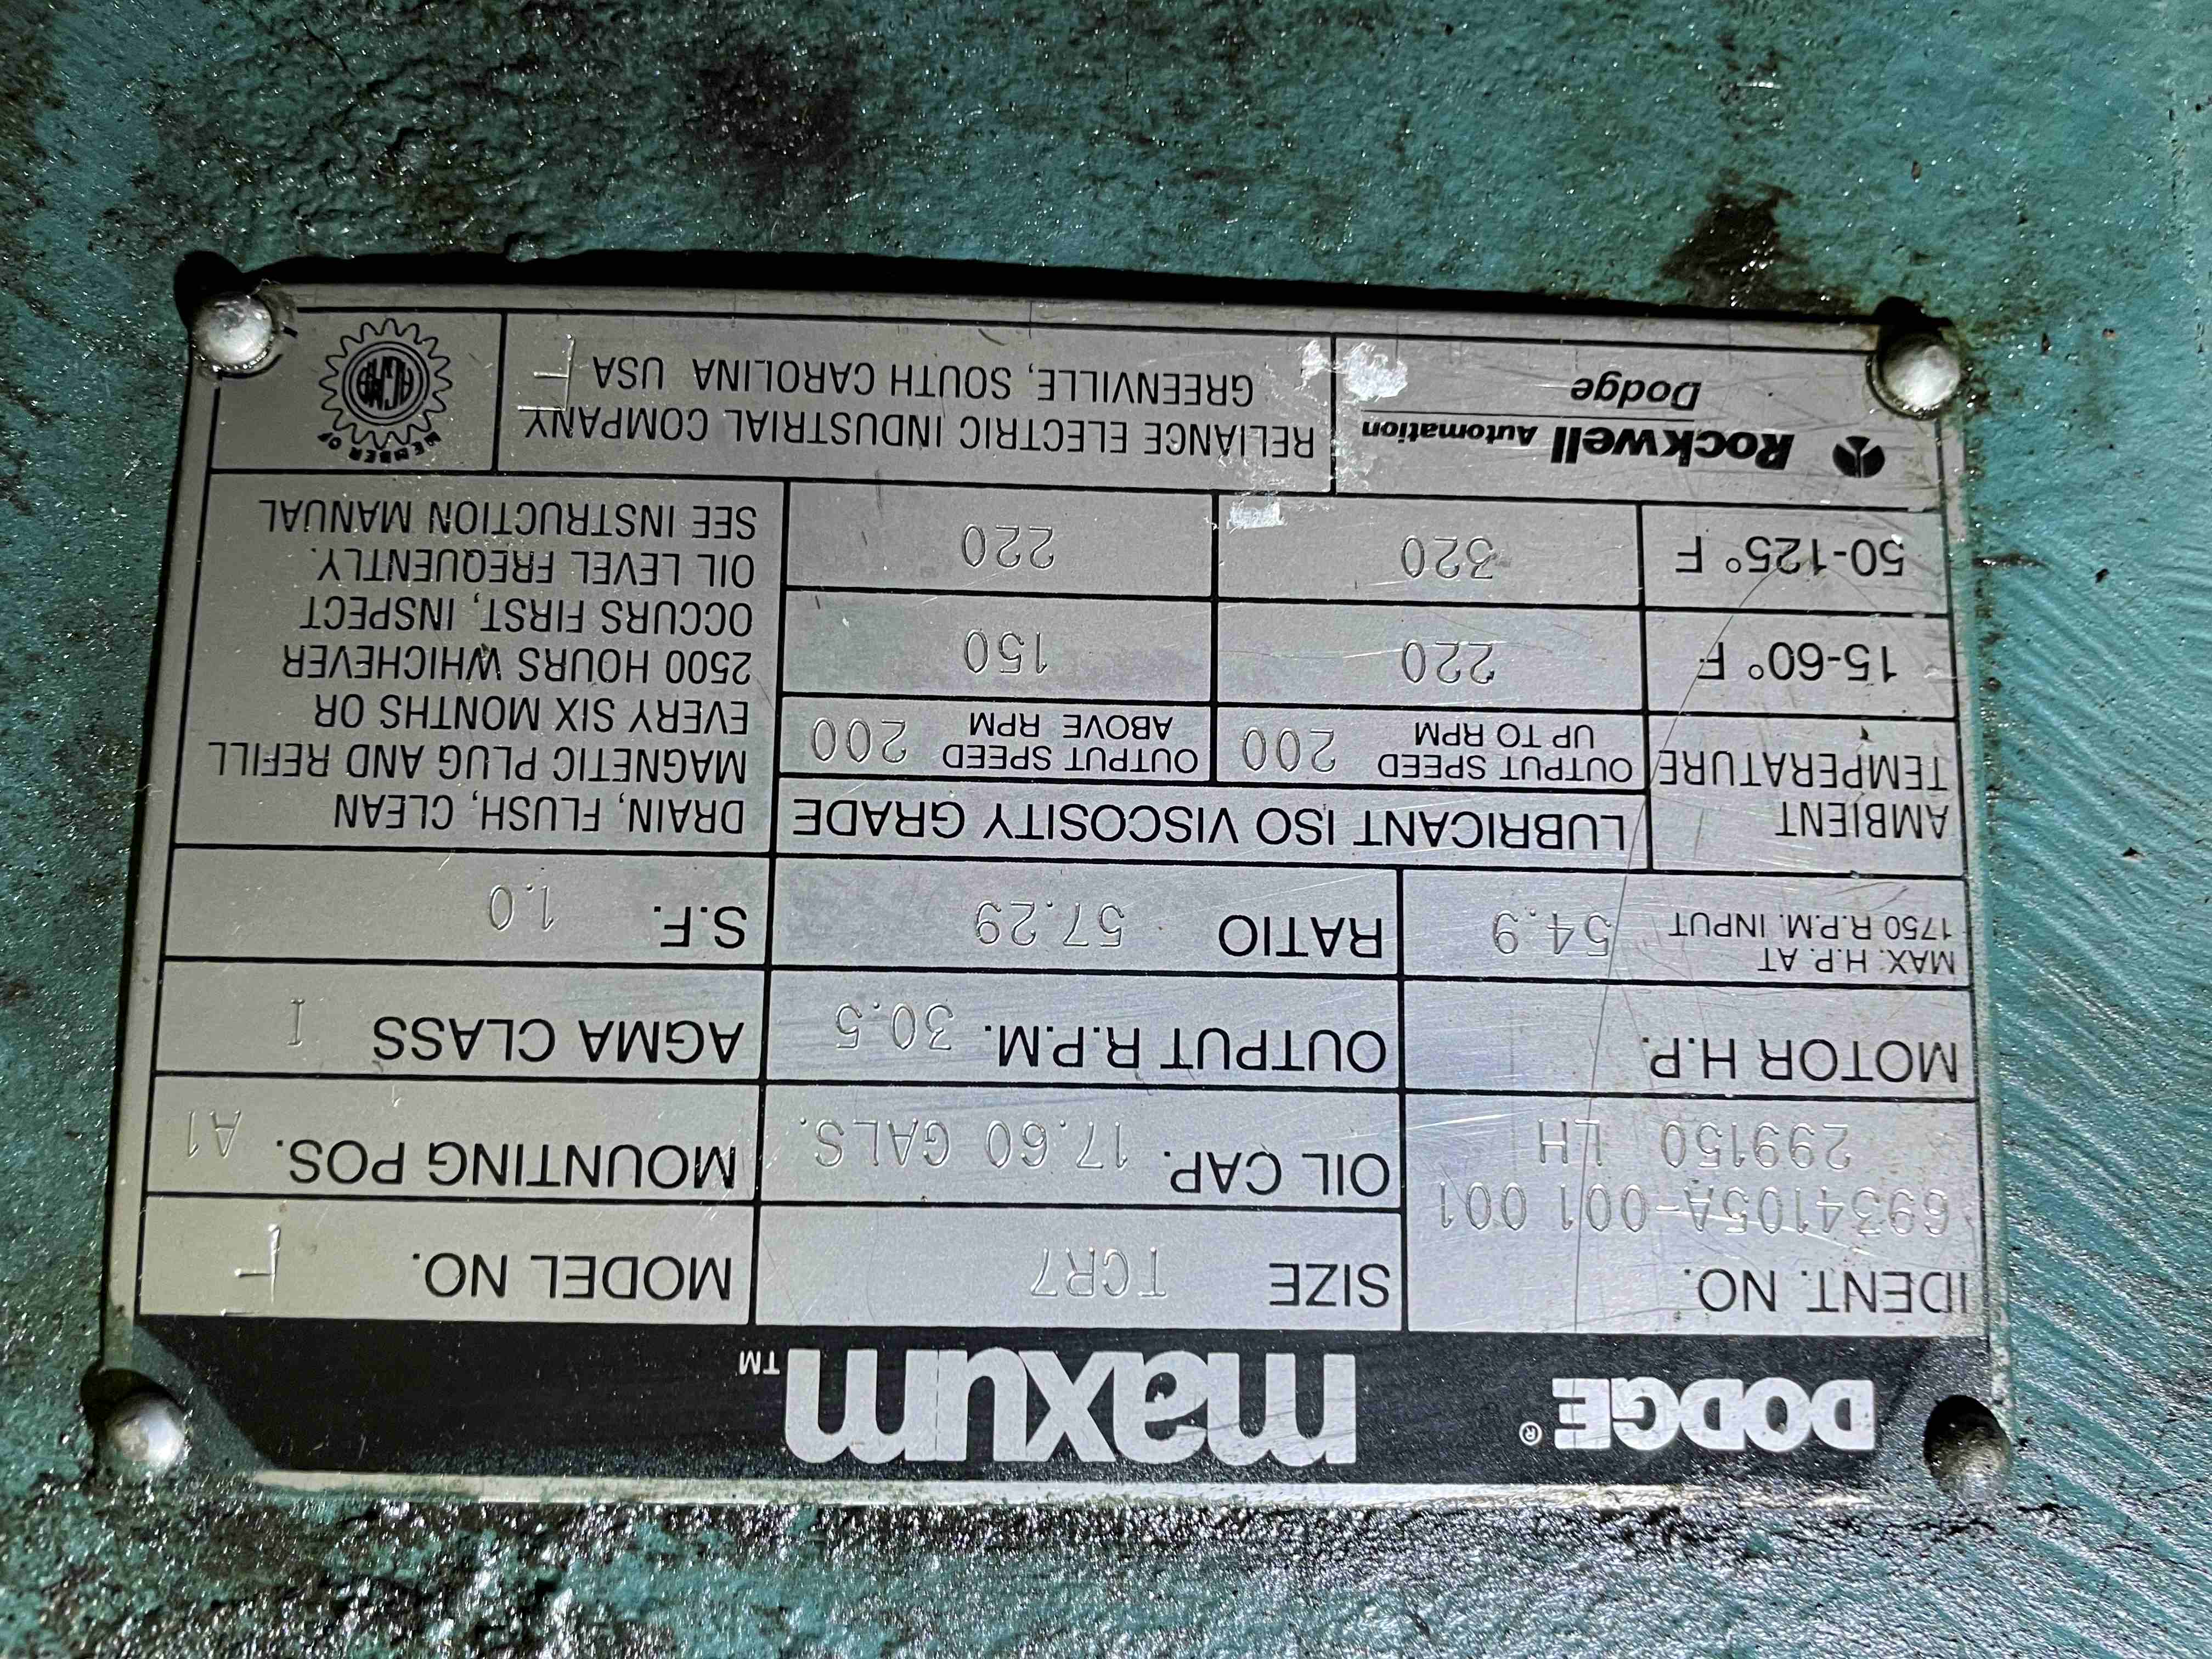 DODGE® maxum™
IDENT. NO.
6934105A-001 001
299150 LH
SIZE TCR7
MODEL NO.
OIL CAP. 17.60 GALS.
MOUNTING POS. A1
MOTOR H.P.
OUTPUT R.P.M. 30.5
AGMA CLASS I
MAX. H.P. AT
1750 R.P.M. INPUT 54.9
RATIO 57.29
S.F. 1.0
AMBIENT
TEMPERATURE
LUBRICANT ISO VISCOSITY GRADE
OUTPUT SPEED
UP TO RPM 200
OUTPUT SPEED
ABOVE RPM 200
15-60° F 220 150
50-125° F 320 220
DRAIN, FLUSH, CLEAN
MAGNETIC PLUG AND REFILL
EVERY SIX MONTHS OR
2500 HOURS WHICHEVER
OCCURS FIRST, INSPECT
OIL LEVEL FREQUENTLY.
SEE INSTRUCTION MANUAL
Rockwell Automation
Dodge
RELIANCE ELECTRIC INDUSTRIAL COMPANY
GREENVILLE, SOUTH CAROLINA USA
MEMBER OF
AGMA